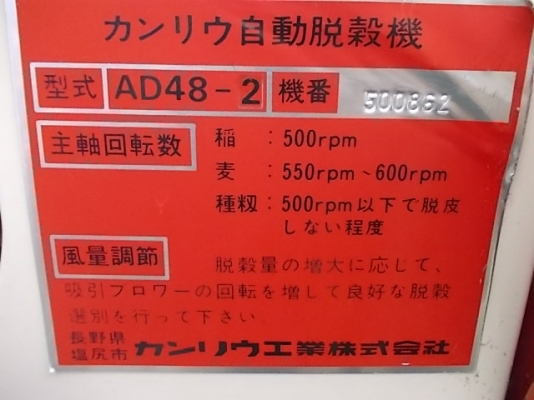 カンリウ自動脱穀機
型式 AD48-2 機番 500862
主軸回転数 稲 : 500rpm
麦 : 550rpm~600rpm
種籾 : 500rpm以下で脱皮
しない程度
風量調節 脱穀量の増大に応じて、
吸引フロワーの回転を増して良好な脱穀
選別を行って下さい.
長野県
塩尻市 カンリウ工業株式会社